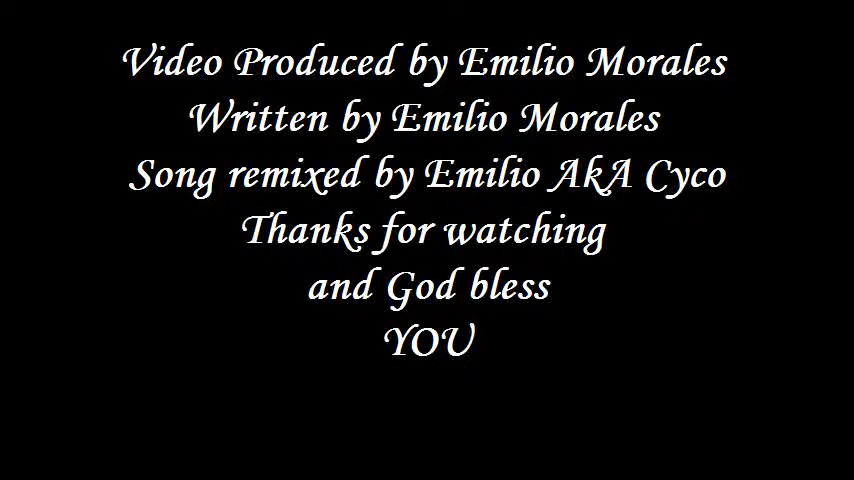 Video Produced by Emilio Morales
Written by Emilio Morales
Song remixed by Emilio AkA Cyco
Thanks for watching
and God bless
YOU